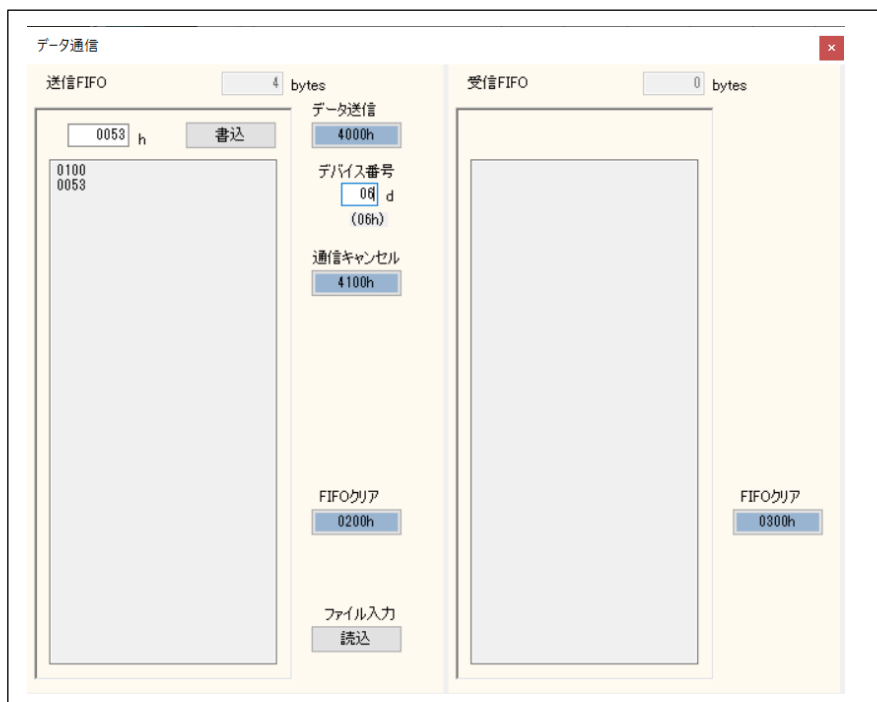 データ通信
送信FIFO 4 bytes
データ送信
0053 h 書込 4000h
0100
0053
デバイス番号
06 d
(06h)
通信キャンセル
4100h
FIFOクリア
0200h
ファイル入力
読込
受信FIFO 0 bytes
FIFOクリア
0300h